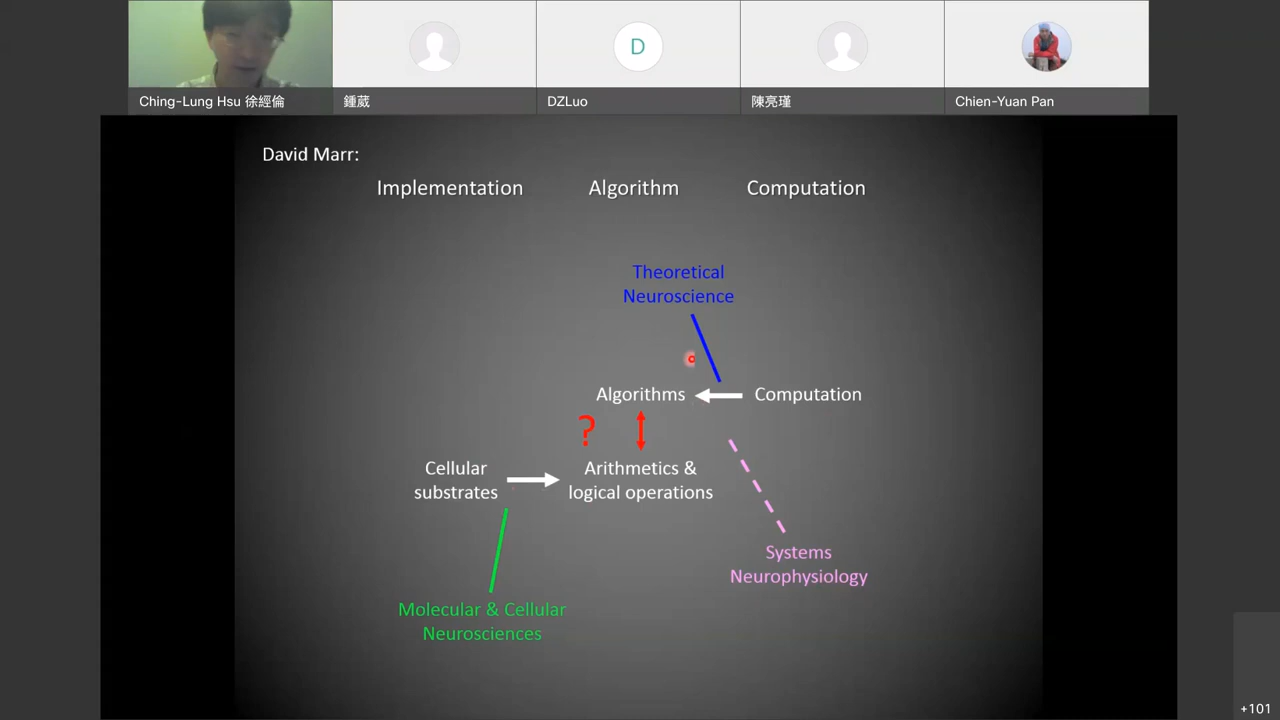 Ching-Lung Hsu 徐經倫
鍾葳
D
DZLuo
陳亮瑾
Chien-Yuan Pan
David Marr:
Implementation
Algorithm
Computation
Theoretical
Neuroscience
Algorithms
Computation
?
Cellular
substrates
Arithmetics &
logical operations
Systems
Neurophysiology
Molecular & Cellular
Neurosciences
+101